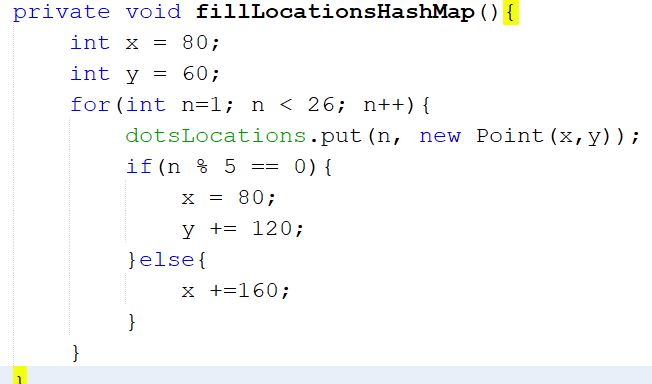 private void fillLocationsHashMap(){
int x = 80;
int y = 60;
for(int n=1; n < 26; n++){
dotsLocations.put(n, new Point(x,y));
if(n % 5 == 0){
x = 80;
y += 120;
}else{
x +=160;
}
}
}